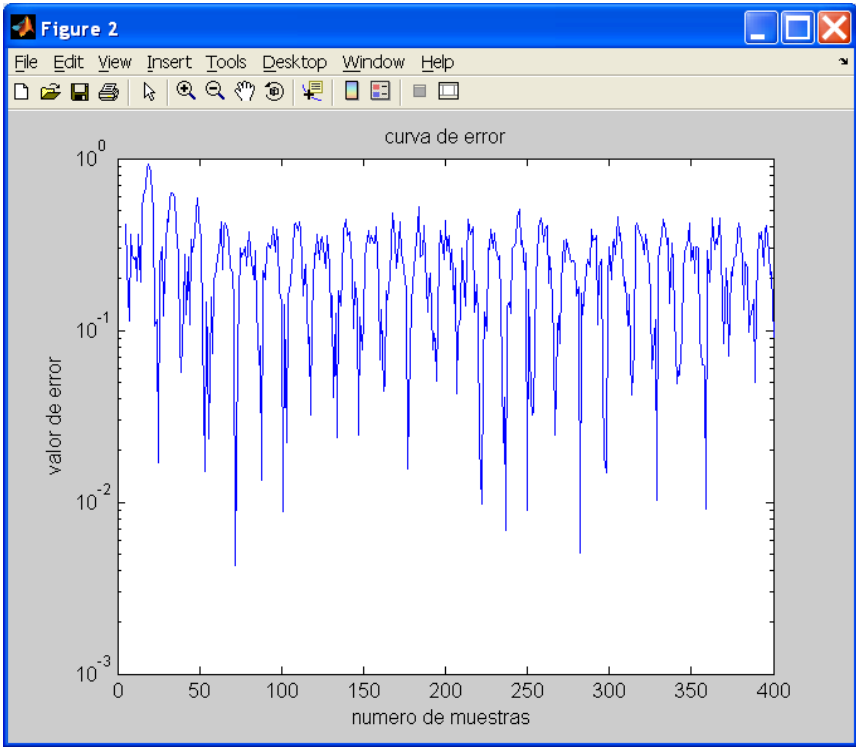 Figure 2
File Edit View Insert Tools Desktop Window Help
curva de error
10^0
10^-1
10^-2
10^-3
valor de error
0 50 100 150 200 250 300 350 400
numero de muestras